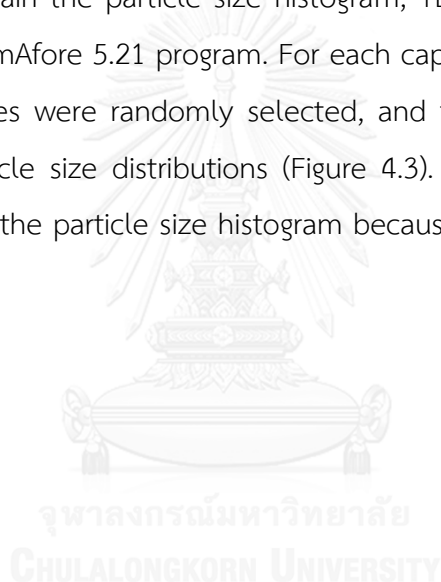 ain the particle size histogram,
mAfore 5.21 program. For each cap
es were randomly selected, and
cle size distributions (Figure 4.3).
the particle size histogram becaus
จุฬาลงกรณ์มหาวิทยาลัย
CHULALONGKORN UNIVERSITY